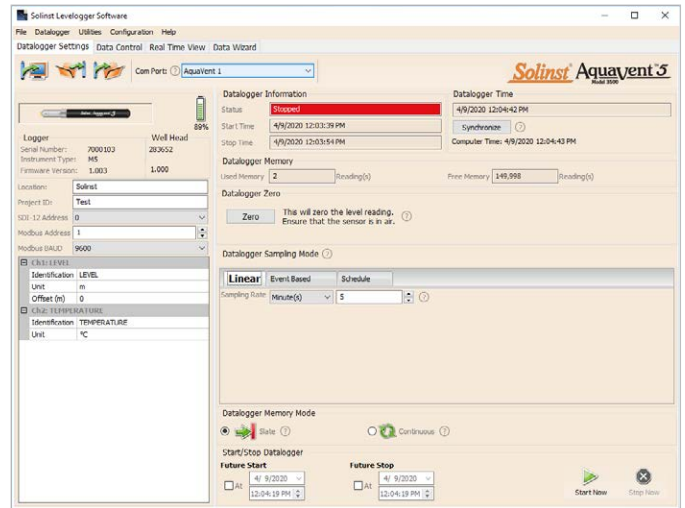 Solinst Levelogger Software
File Datalogger Utilities Configuration Help
Datalogger Settings Data Control Real Time View Data Wizard
Com Port: AquaVent 1
Solinst Aquavent 5
Model 3500
89%
Logger Well Head
Serial Number: 7000103 283652
Instrument Type: M5
Firmware Version: 1.003 1.000
Location: Solinst
Project ID: Test
SDI-12 Address 0
Modbus Address 1
Modbus BAUD 9600
Ch1: LEVEL
Identification LEVEL
Unit m
Offset (m) 0
Ch2: TEMPERATURE
Identification TEMPERATURE
Unit °C
Datalogger Information
Status Stopped
Start Time 4/9/2020 12:03:39 PM
Stop Time 4/9/2020 12:03:54 PM
Datalogger Time
4/9/2020 12:04:42 PM
Synchronize
Computer Time: 4/9/2020 12:04:43 PM
Datalogger Memory
Used Memory 2 Reading(s) Free Memory 149,998 Reading(s)
Datalogger Zero
Zero
This will zero the level reading.
Ensure that the sensor is in air.
Datalogger Sampling Mode
Linear Event Based Schedule
Sampling Rate Minute(s) 5
Datalogger Memory Mode
Slate Continuous
Start/Stop Datalogger
Future Start Future Stop
At 4/ 9/2020 At 4/ 9/2020
12:04:19 PM 12:04:19 PM
Start Now Stop Now